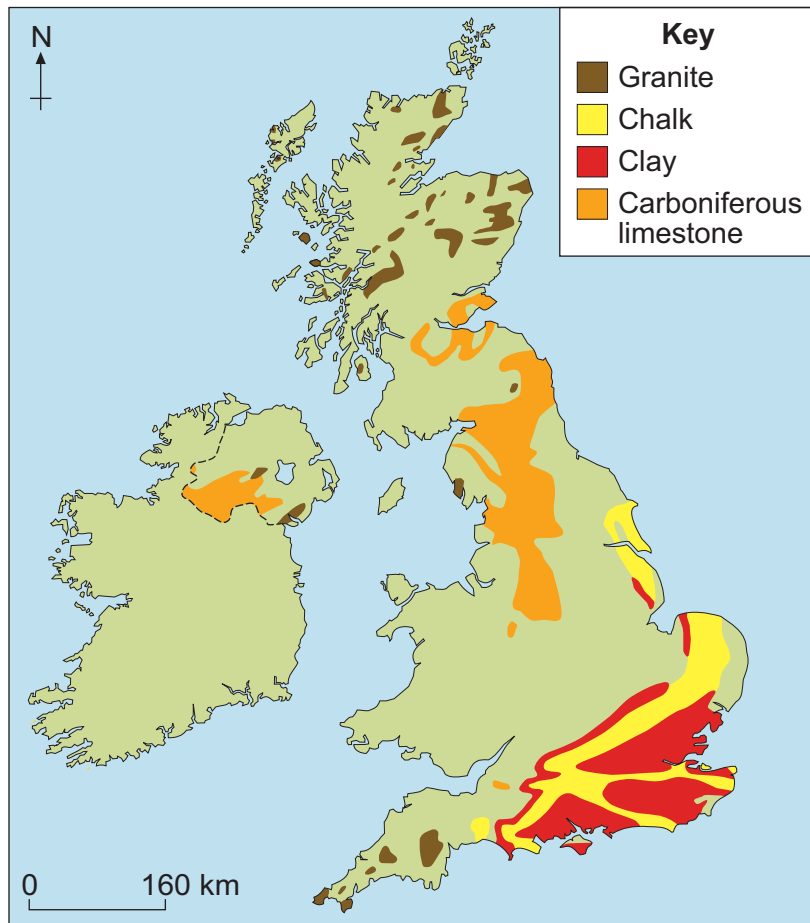 N
Key
Granite
Chalk
Clay
Carboniferous
limestone
0 160 km